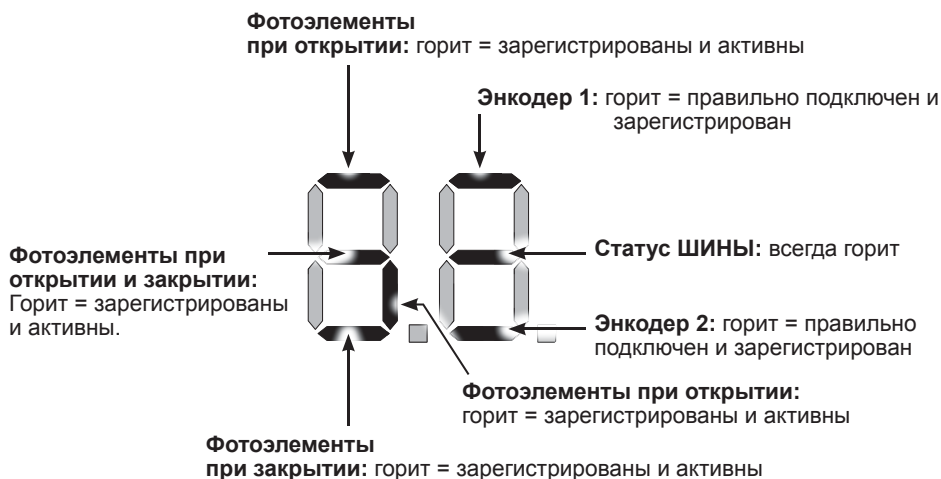 Фотоэлементы
при открытии: горит = зарегистрированы и активны
Энкодер 1: горит = правильно подключен и
зарегистрирован
Фотоэлементы при
открытии и закрытии:
Горит = зарегистрированы
и активны.
Статус ШИНЫ: всегда горит
Энкодер 2: горит = правильно
подключен и зарегистрирован
Фотоэлементы при открытии:
горит = зарегистрированы и активны
Фотоэлементы
при закрытии: горит = зарегистрированы и активны